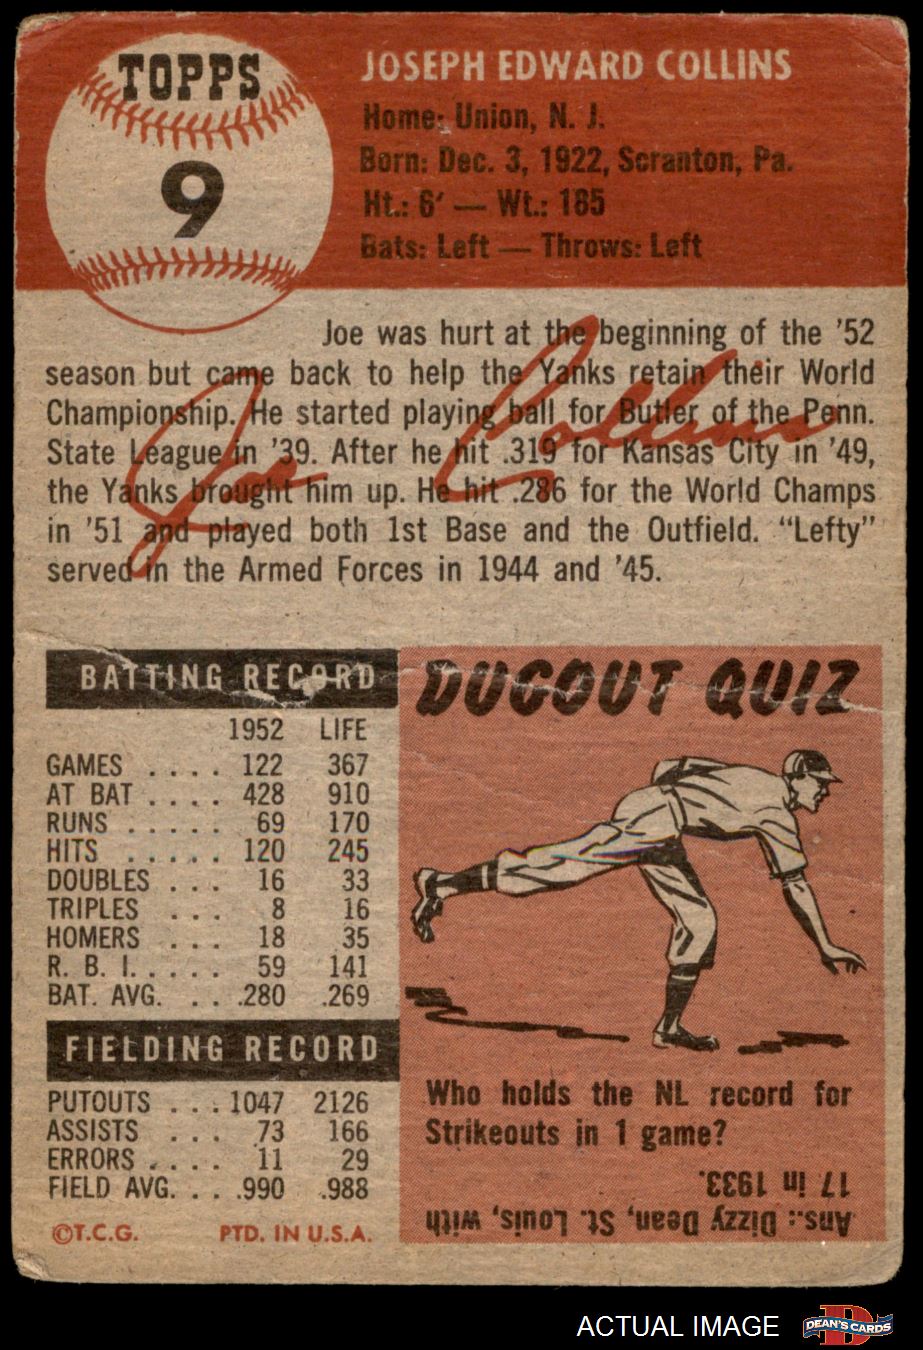 TOPPS
9
JOSEPH EDWARD COLLINS
Home: Union, N. J.
Born: Dec. 3, 1922, Scranton, Pa.
Ht.: 6' — Wt.: 185
Bats: Left — Throws: Left
Joe was hurt at the beginning of the '52
season but came back to help the Yanks retain their World
Championship. He started playing ball for Butler of the Penn.
State League in '39. After he hit .319 for Kansas City in '49,
the Yanks brought him up. He hit .286 for the World Champs
in '51 and played both 1st Base and the Outfield. "Lefty"
served in the Armed Forces in 1944 and '45.
Joe Collins
BATTING RECORD
1952 LIFE
GAMES .... 122 367
AT BAT .... 428 910
RUNS ..... 69 170
HITS ..... 120 245
DOUBLES ... 16 33
TRIPLES ... 8 16
HOMERS ... 18 35
R. B. I. .... 59 141
BAT. AVG. ...280 .269
FIELDING RECORD
PUTOUTS ...1047 2126
ASSISTS ... 73 166
ERRORS .... 11 29
FIELD AVG. ...990 .988
©T.C.G. PTD. IN U.S.A.
DUGOUT QUIZ
Who holds the NL record for
Strikeouts in 1 game?
Ans.: Dizzy Dean, St. Louis, with
17 in 1933.
ACTUAL IMAGE
D
DEAN'S CARDS